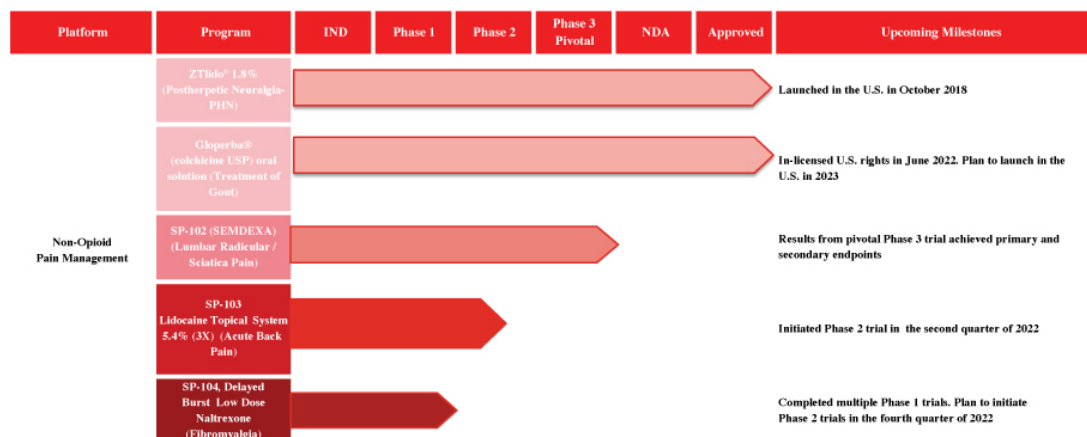 Platform
Program
IND
Phase 1
Phase 2
Phase 3
Pivotal
NDA
Approved
Upcoming Milestones
Non-Opioid
Pain Management
ZTlido® 1.8%
(Postherpetic Neuralgia-
PHN)
Launched in the U.S. in October 2018
Gloperba®
(colchicine USP) oral
solution (Treatment of
Gout)
In-licensed U.S. rights in June 2022. Plan to launch in the
U.S. in 2023
SP-102 (SEMDEXA)
(Lumbar Radicular /
Sciatica Pain)
Results from pivotal Phase 3 trial achieved primary and
secondary endpoints
SP-103
Lidocaine Topical System
5.4% (3X) (Acute Back
Pain)
Initiated Phase 2 trial in the second quarter of 2022
SP-104, Delayed
Burst Low Dose
Naltrexone
(Fibromyalgia)
Completed multiple Phase 1 trials. Plan to initiate
Phase 2 trials in the fourth quarter of 2022